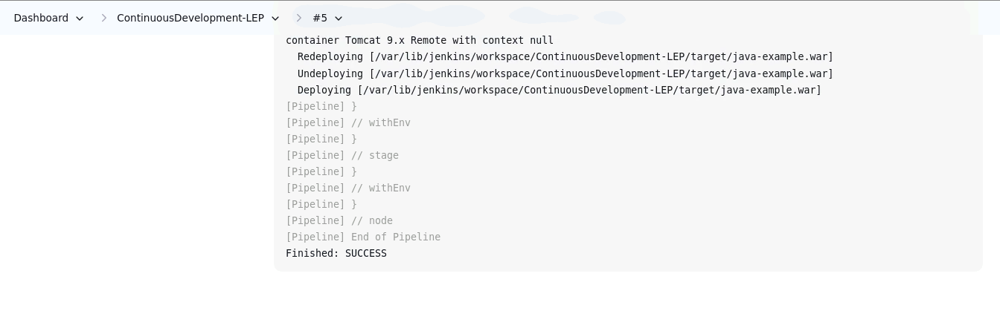 Dashboard ContinuousDevelopment-LEP #5
container Tomcat 9.x Remote with context null
Redeploying [/var/lib/jenkins/workspace/ContinuousDevelopment-LEP/target/java-example.war]
Undeploying [/var/lib/jenkins/workspace/ContinuousDevelopment-LEP/target/java-example.war]
Deploying [/var/lib/jenkins/workspace/ContinuousDevelopment-LEP/target/java-example.war]
[Pipeline] }
[Pipeline] // withEnv
[Pipeline] }
[Pipeline] // stage
[Pipeline] }
[Pipeline] // withEnv
[Pipeline] }
[Pipeline] // node
[Pipeline] End of Pipeline
Finished: SUCCESS